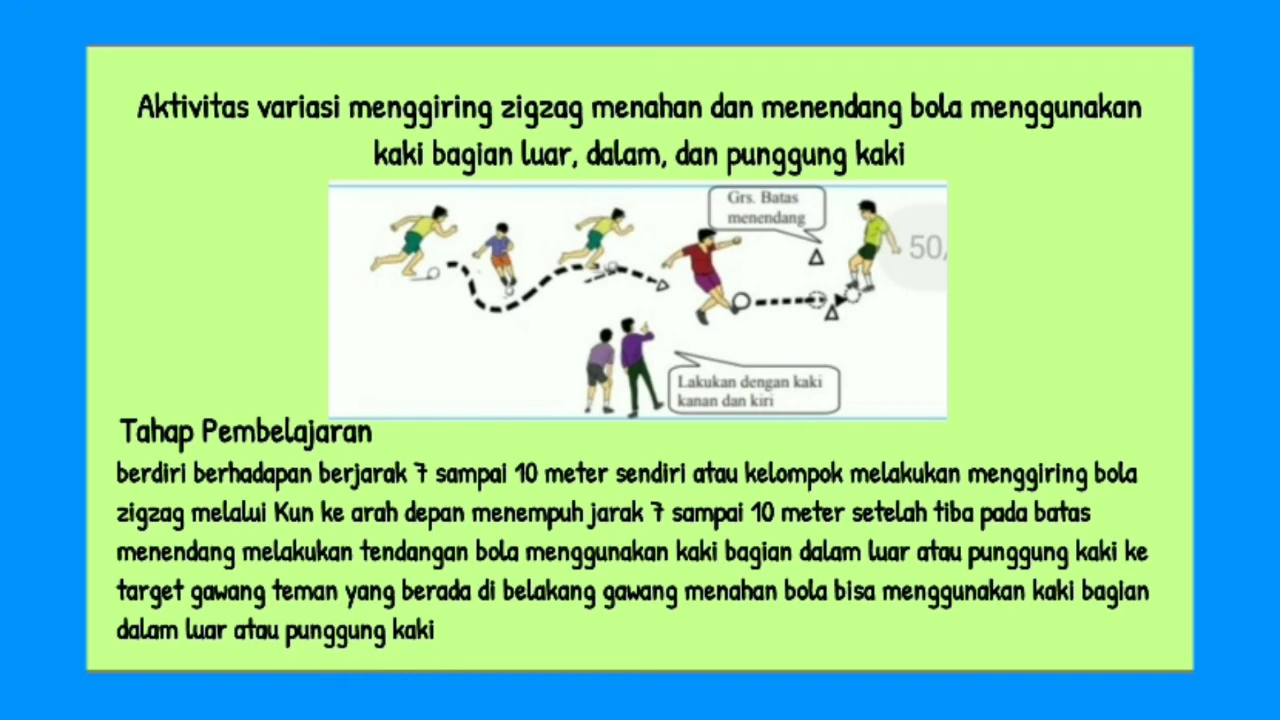 Aktivitas variasi menggiring zigzag menahan dan menendang bola menggunakan
kaki bagian luar, dalam, dan punggung kaki
Grs. Batas
menendang
50/
Lakukan dengan kaki
kanan dan kiri
Tahap Pembelajaran
berdiri berhadapan berjarak 7 sampai 10 meter sendiri atau kelompok melakukan menggiring bola
zigzag melalui Kun ke arah depan menempuh jarak 7 sampai 10 meter setelah tiba pada batas
menendang melakukan tendangan bola menggunakan kaki bagian dalam luar atau punggung kaki ke
target gawang teman yang berada di belakang gawang menahan bola bisa menggunakan kaki bagian
dalam luar atau punggung kaki